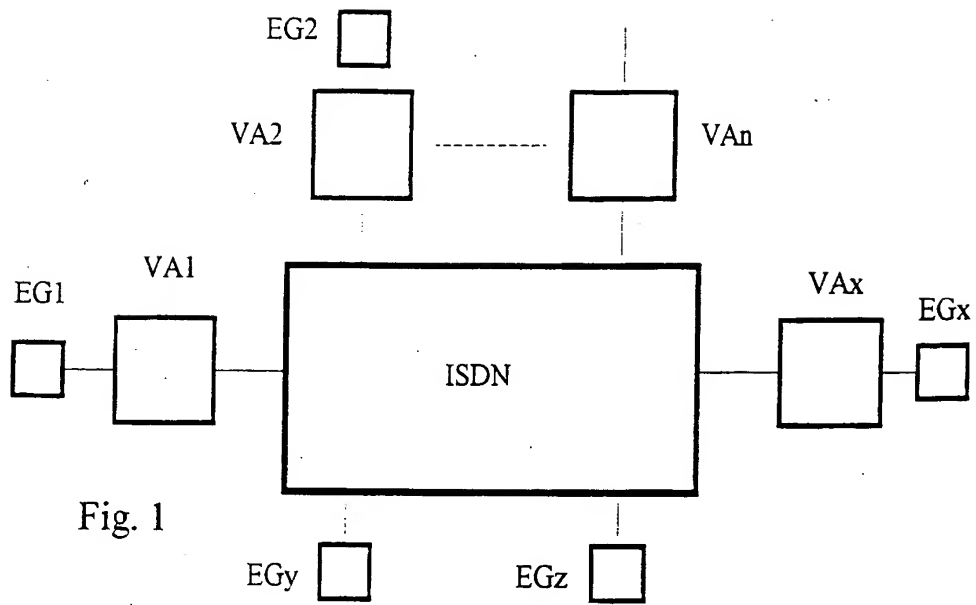 EG2
VA2
VAn
VA1
EG1
VAx
EGx
ISDN
Fig. 1
EGy
EGz